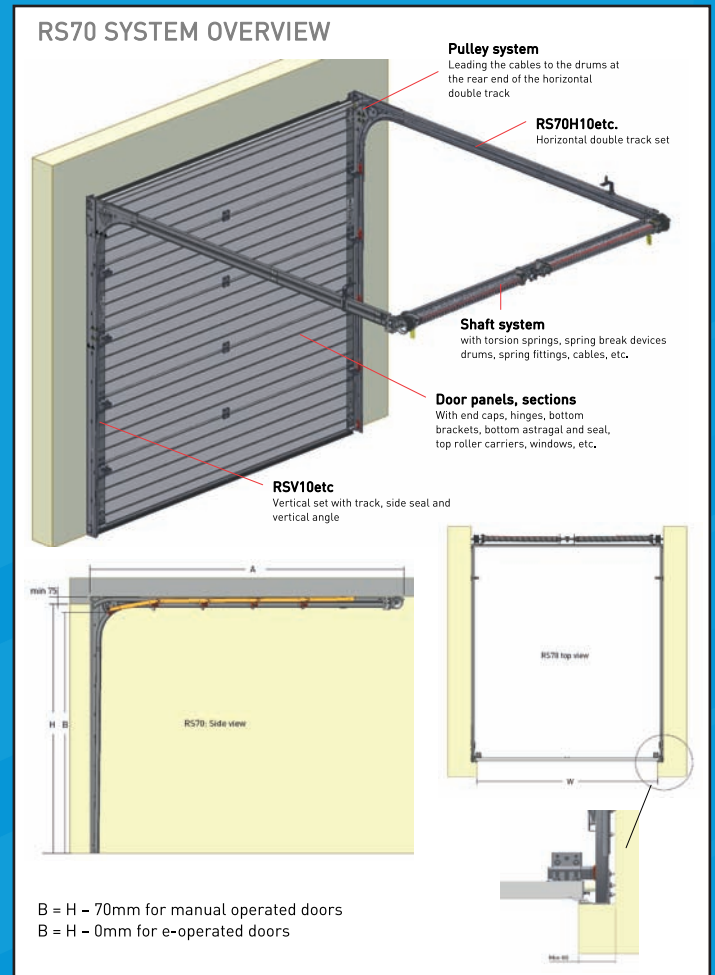 RS70 SYSTEM OVERVIEW
Pulley system
Leading the cables to the drums at
the rear end of the horizontal
double track
RS70H10etc.
Horizontal double track set
Shaft system
with torsion springs, spring break devices
drums, spring fittings, cables, etc.
Door panels, sections
With end caps, hinges, bottom
brackets, bottom astragal and seal,
top roller carriers, windows, etc.
RSV10etc
Vertical set with track, side seal and
vertical angle
A
min 75
H B
RS70: Side view
RS70 top view
W
B = H – 70mm for manual operated doors
B = H – 0mm for e-operated doors